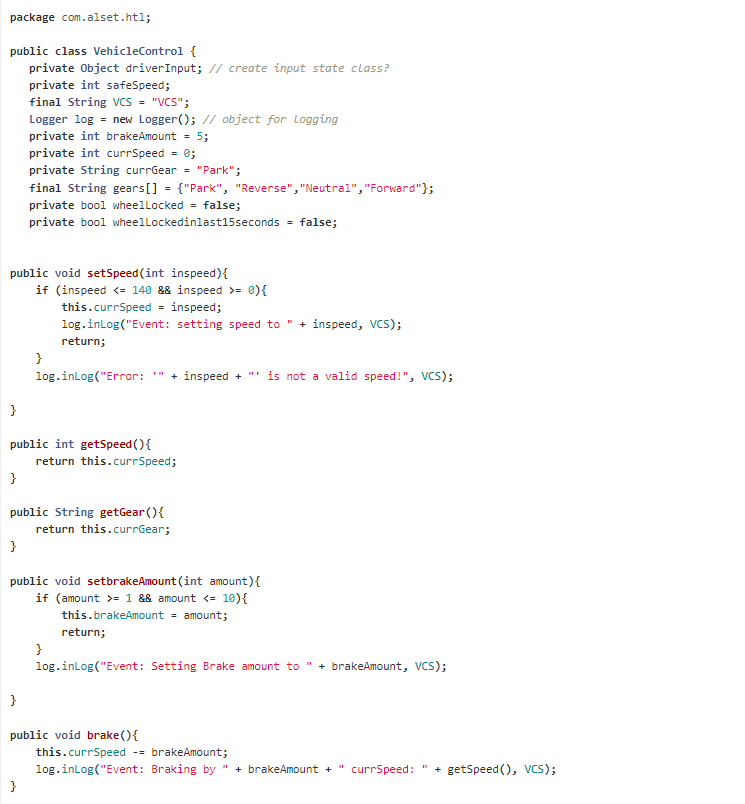 package com.alset.htl;
public class VehicleControl {
private Object driverInput; // create input state class?
private int safeSpeed;
final String VCS = "VCS";
Logger log = new Logger(); // object for logging
private int brakeAmount = 5;
private int currSpeed = 0;
private String currGear = "Park";
final String gears[] = {"Park", "Reverse","Neutral","Forward"};
private bool wheelLocked = false;
private bool wheelLockedinlast15seconds = false;
public void setSpeed(int inspeed){
if (inspeed <= 140 && inspeed >= 0){
this.currSpeed = inspeed;
log.inLog("Event: setting speed to " + inspeed, VCS);
return;
}
log.inLog("Error: '" + inspeed + "' is not a valid speed!", VCS);
}
public int getSpeed(){
return this.currSpeed;
}
public String getGear(){
return this.currGear;
}
public void setbrakeAmount(int amount){
if (amount >= 1 && amount <= 10){
this.brakeAmount = amount;
return;
}
log.inLog("Event: Setting Brake amount to " + brakeAmount, VCS);
}
public void brake(){
this.currSpeed -= brakeAmount;
log.inLog("Event: Braking by " + brakeAmount + " currSpeed: " + getSpeed(), VCS);
}